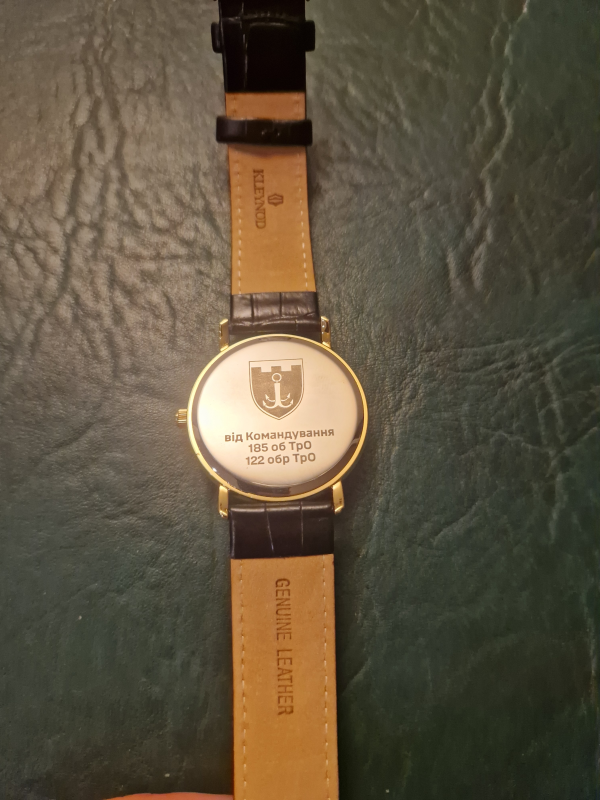 KLEYNOD
від Командування
185 об ТрО
122 обр ТрО
GENUINE LEATHER